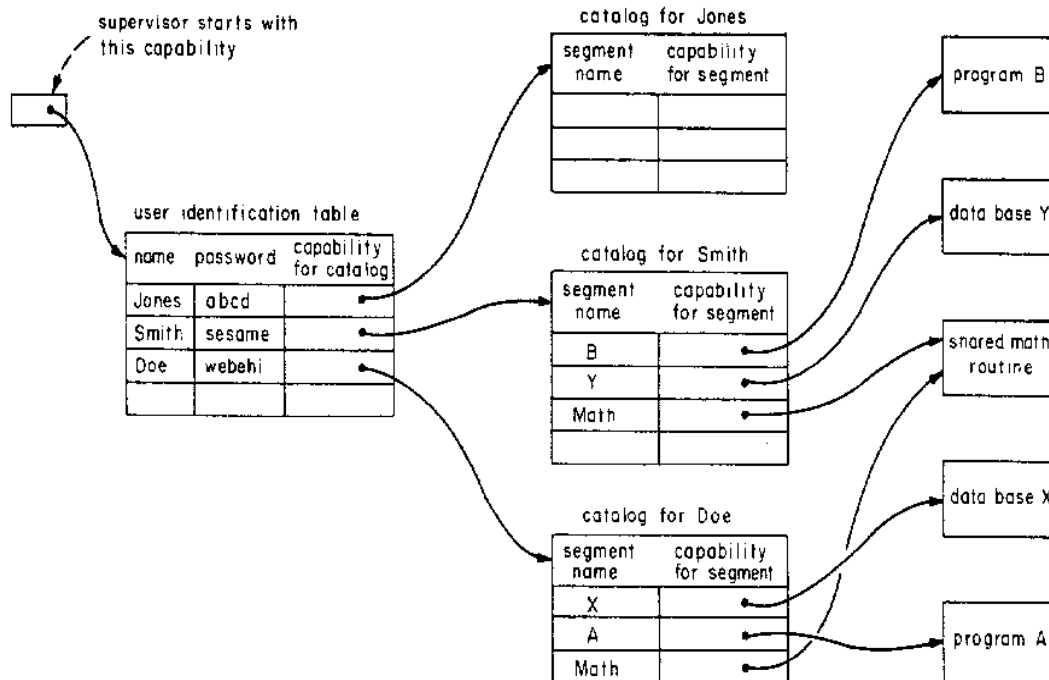 supervisor starts with
this capability
user identification table
name password capability
for catalog
Jones abcd
Smith sesame
Doe webehi
catalog for Jones
segment name capability for segment
catalog for Smith
segment name capability for segment
B
Y
Math
catalog for Doe
segment name capability for segment
X
A
Math
program B
data base Y
shared math
routine
data base X
program A